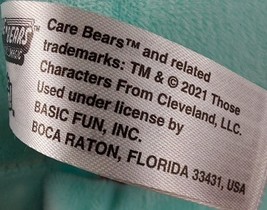 Care Bears™ and related
trademarks: TM & © 2021 Those
Characters From Cleveland, LLC.
Used under license by
BASIC FUN, INC.
BOCA RATON, FLORIDA 33431, USA